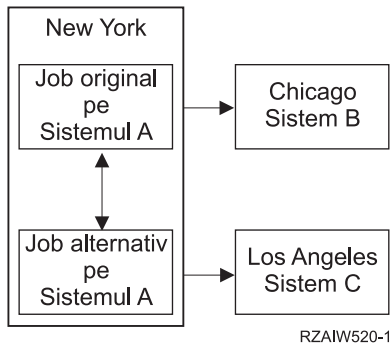 New York
Job original
pe
Sistemul A
Chicago
Sistem B
Job alternativ
pe
Sistemul A
Los Angeles
Sistem C
RZAIW520-1